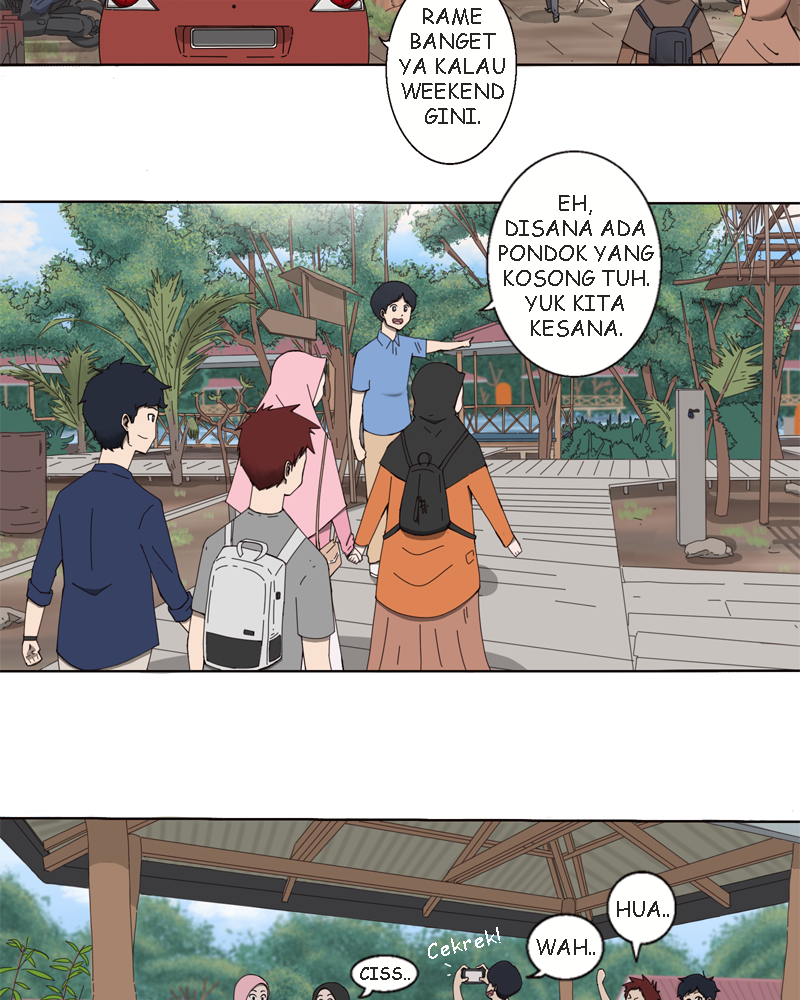 RAME
BANGET
YA KALAU
WEEKEND
GINI.
EH,
DISANA ADA
PONDOK YANG
KOSONG TUH.
YUK KITA
KESANA.
HUA..
WAH..
Cekrek!
CISS..